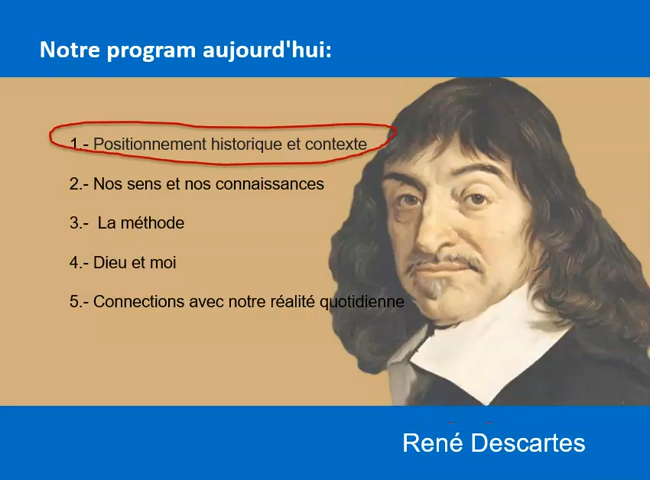 Notre program aujourd'hui:
1.- Positionnement historique et contexte
2.- Nos sens et nos connaissances
3.- La méthode
4.- Dieu et moi
5.- Connections avec notre réalité quotidienne
René Descartes